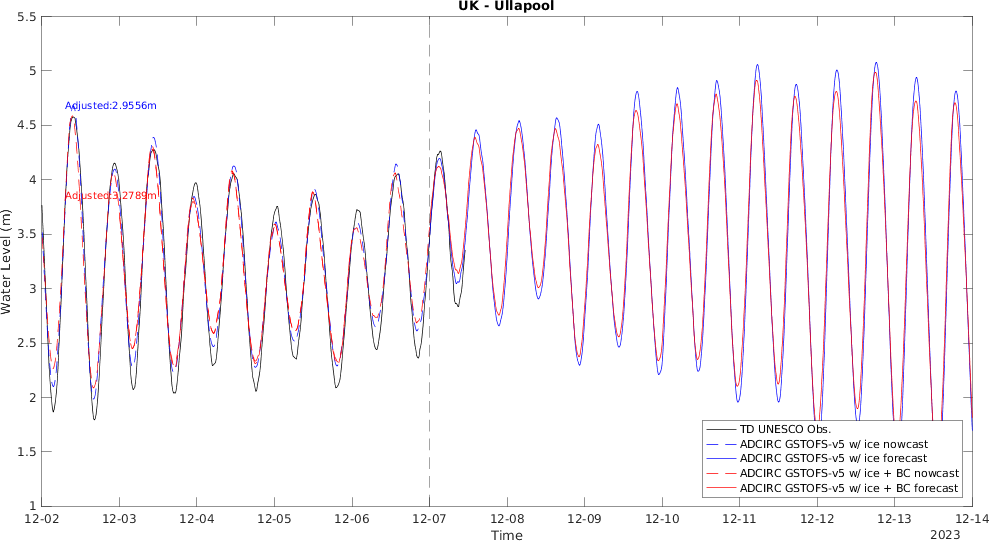 UK - Ullapool
5.5
5
4.5
4
3.5
3
2.5
2
1.5
1
Water Level (m)
Adjusted:2.9556m
Adjusted:3.2789m
TD UNESCO Obs.
ADCIRC GSTOFS-v5 w/ ice nowcast
ADCIRC GSTOFS-v5 w/ ice forecast
ADCIRC GSTOFS-v5 w/ ice + BC nowcast
ADCIRC GSTOFS-v5 w/ ice + BC forecast
12-02 12-03 12-04 12-05 12-06 12-07 12-08 12-09 12-10 12-11 12-12 12-13 12-14
Time
2023